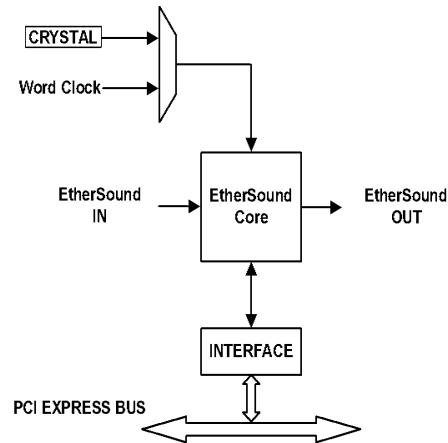 CRYSTAL
Word Clock
EtherSound
IN
EtherSound
Core
EtherSound
OUT
INTERFACE
PCI EXPRESS BUS